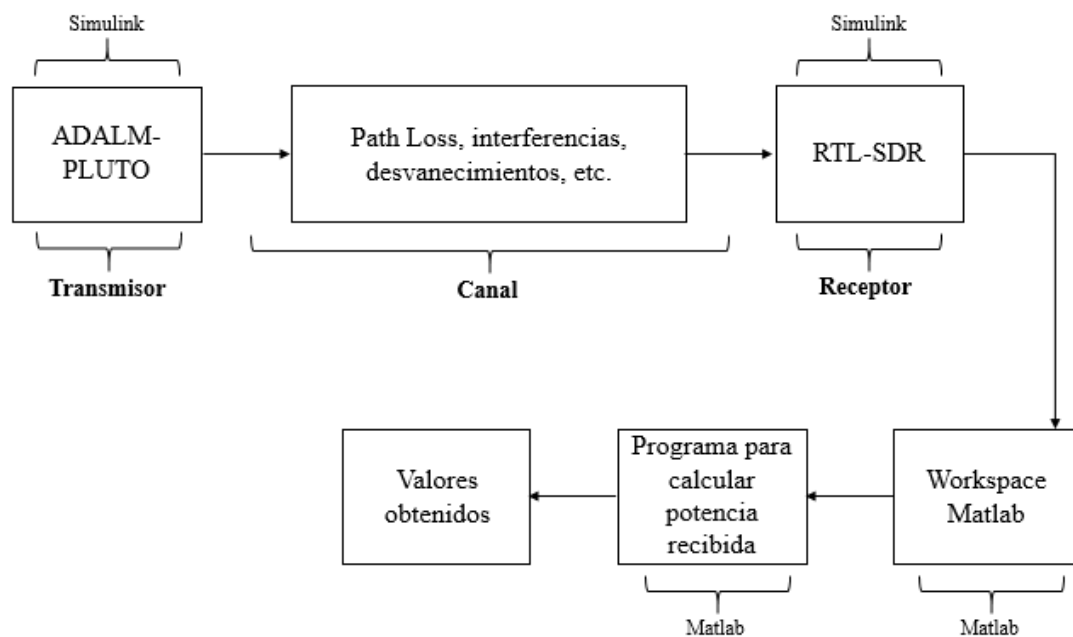 Simulink
Simulink
ADALM-
PLUTO
Path Loss, interferencias,
desvanecimientos, etc.
RTL-SDR
Transmisor
Canal
Receptor
Valores
obtenidos
Programa para
calcular
potencia
recibida
Workspace
Matlab
Matlab
Matlab